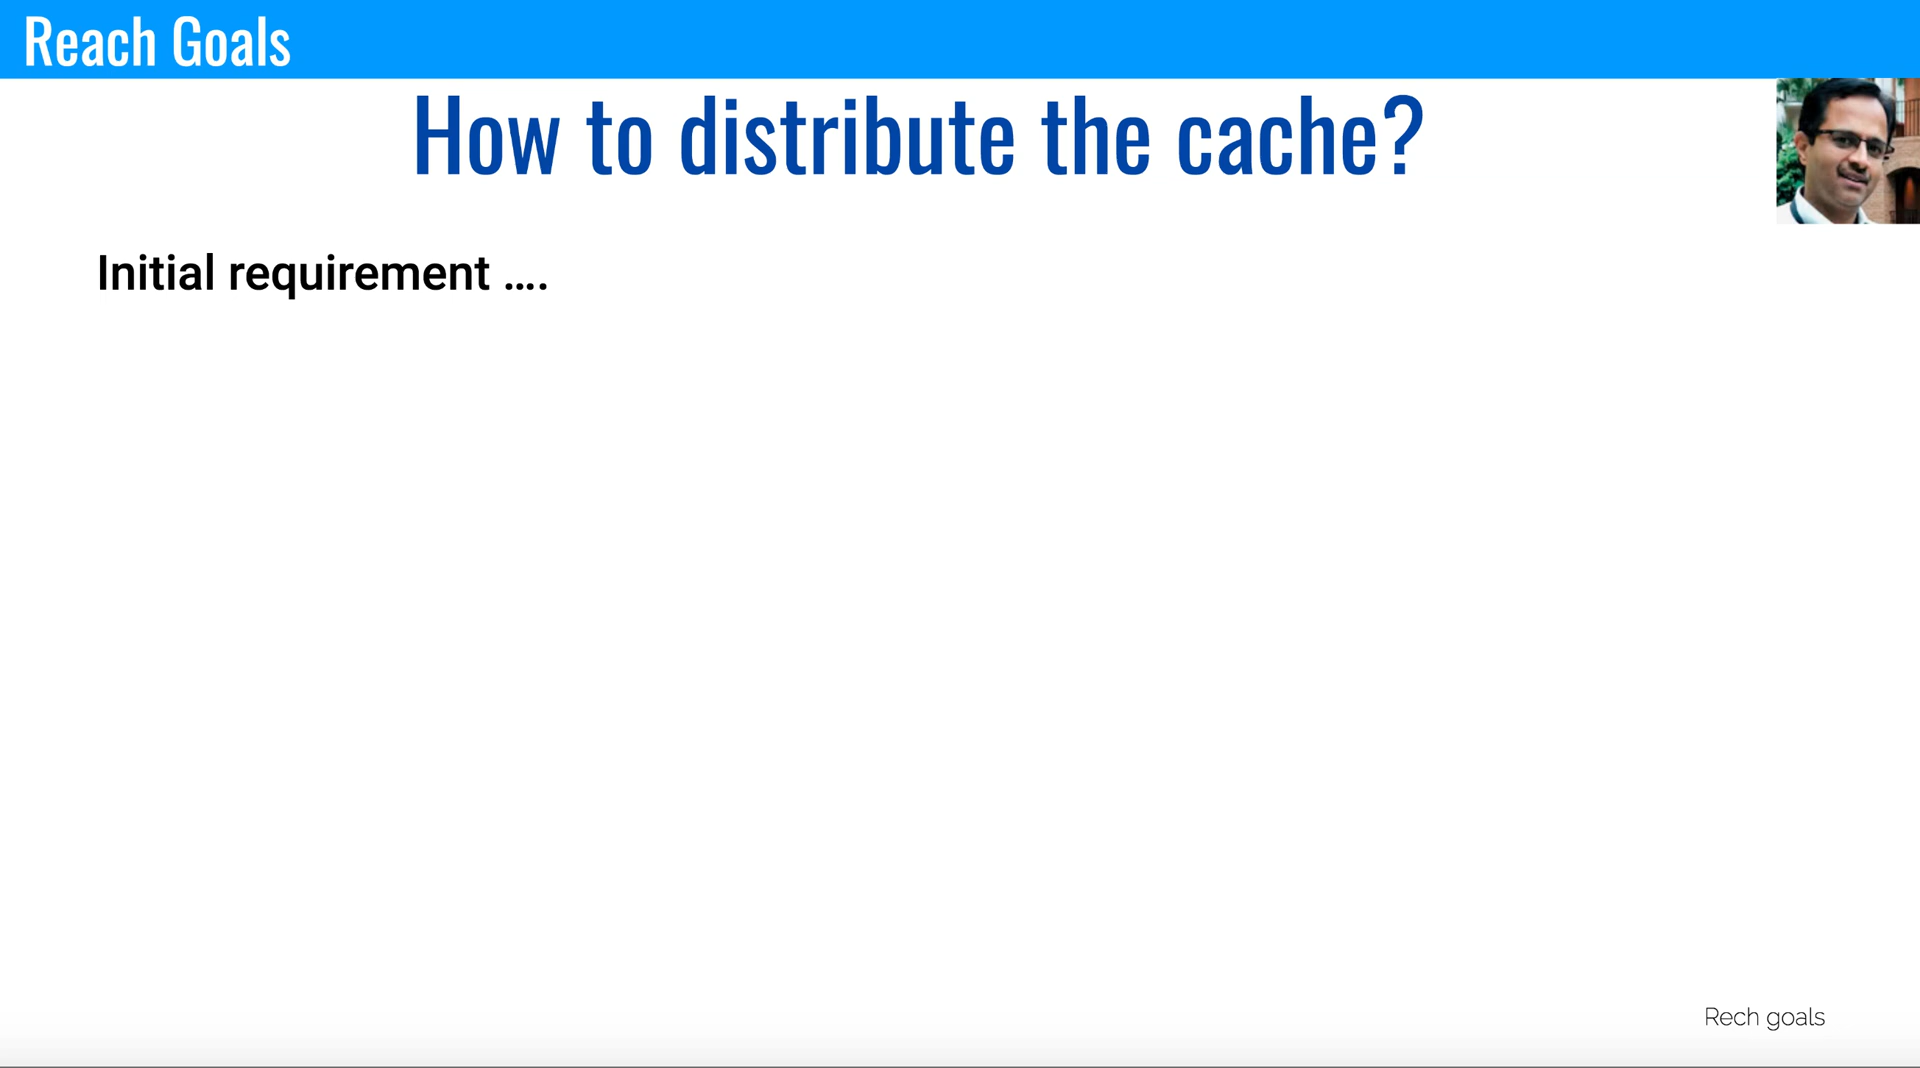 Reach Goals
How to distribute the cache?
Initial requirement ....
Rech goals